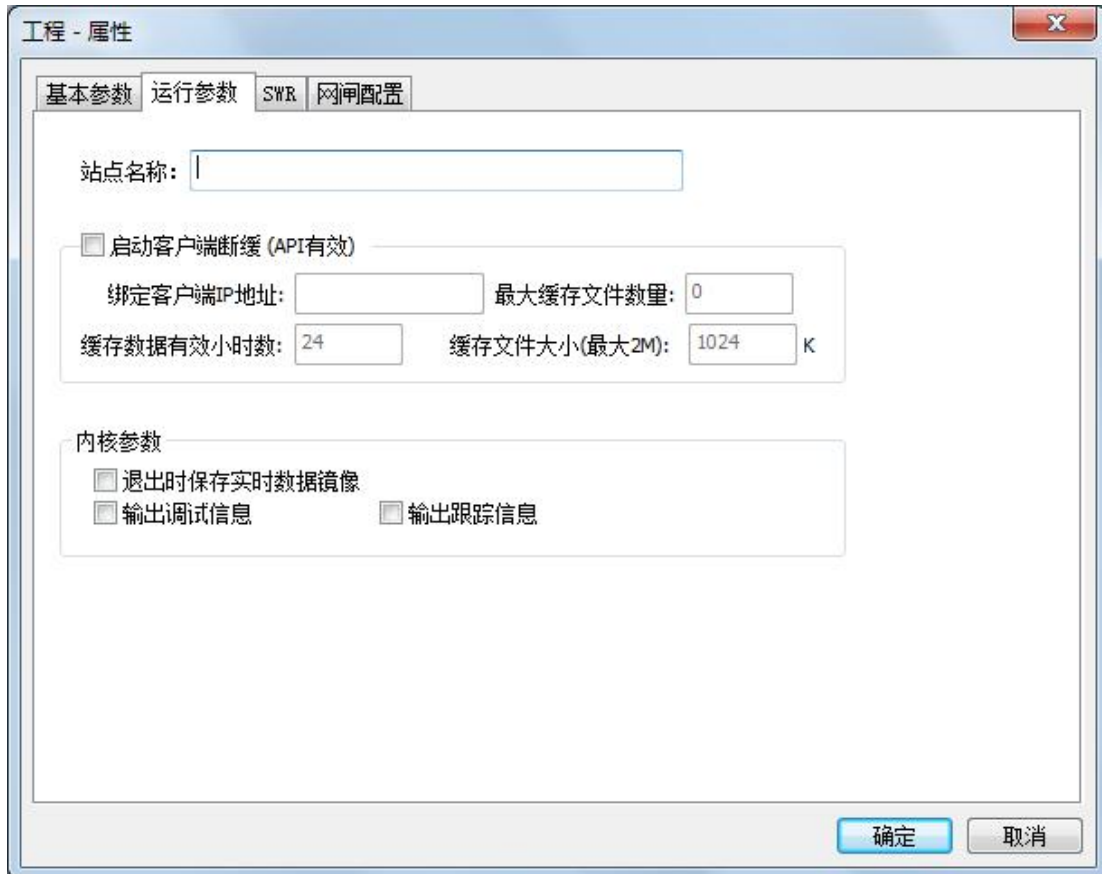 工程 - 属性
基本参数 运行参数 SWR 网闸配置
站点名称:
启动客户端断缓 (API有效)
绑定客户端IP地址: 最大缓存文件数量: 0
缓存数据有效小时数: 24 缓存文件大小(最大2M): 1024 K
内核参数
退出时保存实时数据镜像
输出调试信息 输出跟踪信息
确定 取消